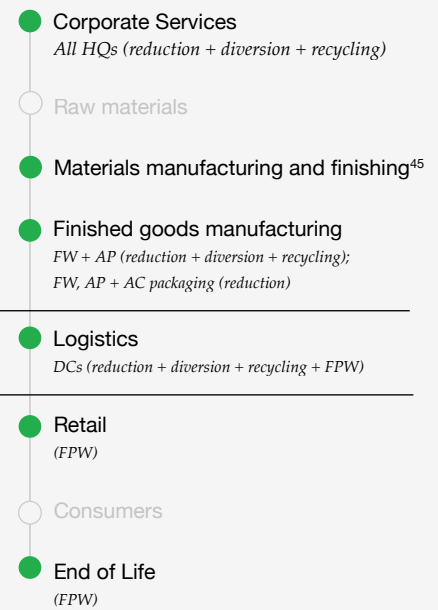 Corporate Services
All HQs (reduction + diversion + recycling)
Raw materials
Materials manufacturing and finishing45
Finished goods manufacturing
FW + AP (reduction + diversion + recycling);
FW, AP + AC packaging (reduction)
Logistics
DCs (reduction + diversion + recycling + FPW)
Retail
(FPW)
Consumers
End of Life
(FPW)